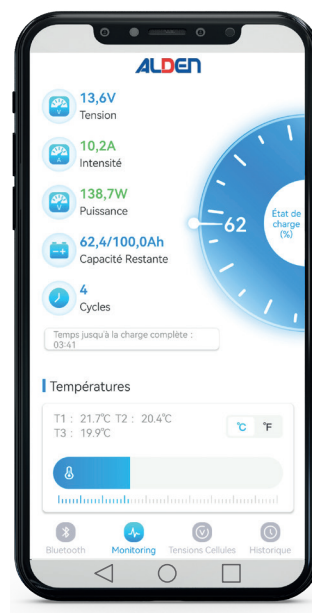 ALDEN
13,6V
Tension
10,2A
Intensité
138,7W
Puissance
62,4/100,0Ah
Capacité Restante
4
Cycles
62
État de
charge
(%)
Temps jusqu'à la charge complète :
03:41
Températures
T1 : 21.7°C T2 : 20.4°C
T3 : 19.9°C
°C °F
Bluetooth Monitoring Tensions Cellules Historique